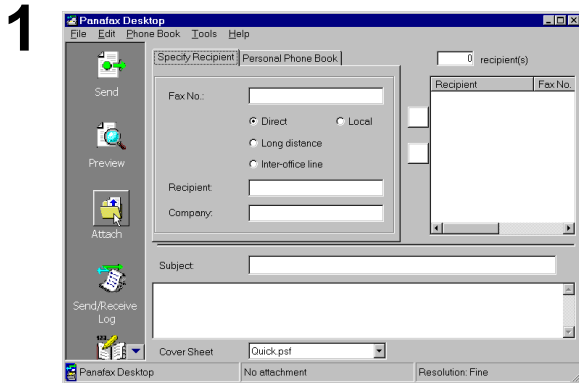 1
Panafax Desktop
File Edit Phone Book Tools Help
Specify Recipient Personal Phone Book
0 recipient(s)
Send
Fax No.:
Recipient Fax No.
Direct Local
Long distance
Preview
Inter-office line
Recipient:
Company:
Attach
Subject:
Send/Receive
Log
Cover Sheet Quick.psf
Panafax Desktop No attachment Resolution: Fine